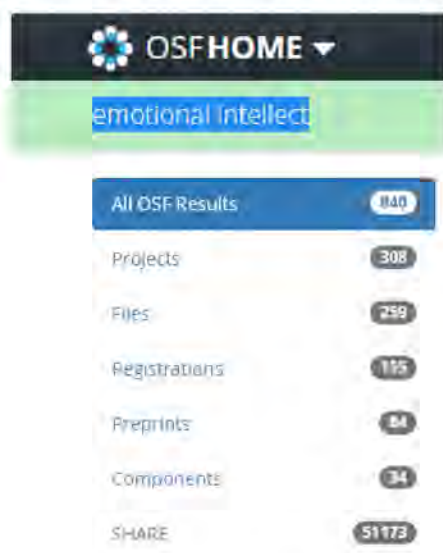 OSFHOME
emotional intellect
All OSF Results 840
Projects 308
Files 259
Registrations 155
Preprints 84
Components 34
SHARE 51173